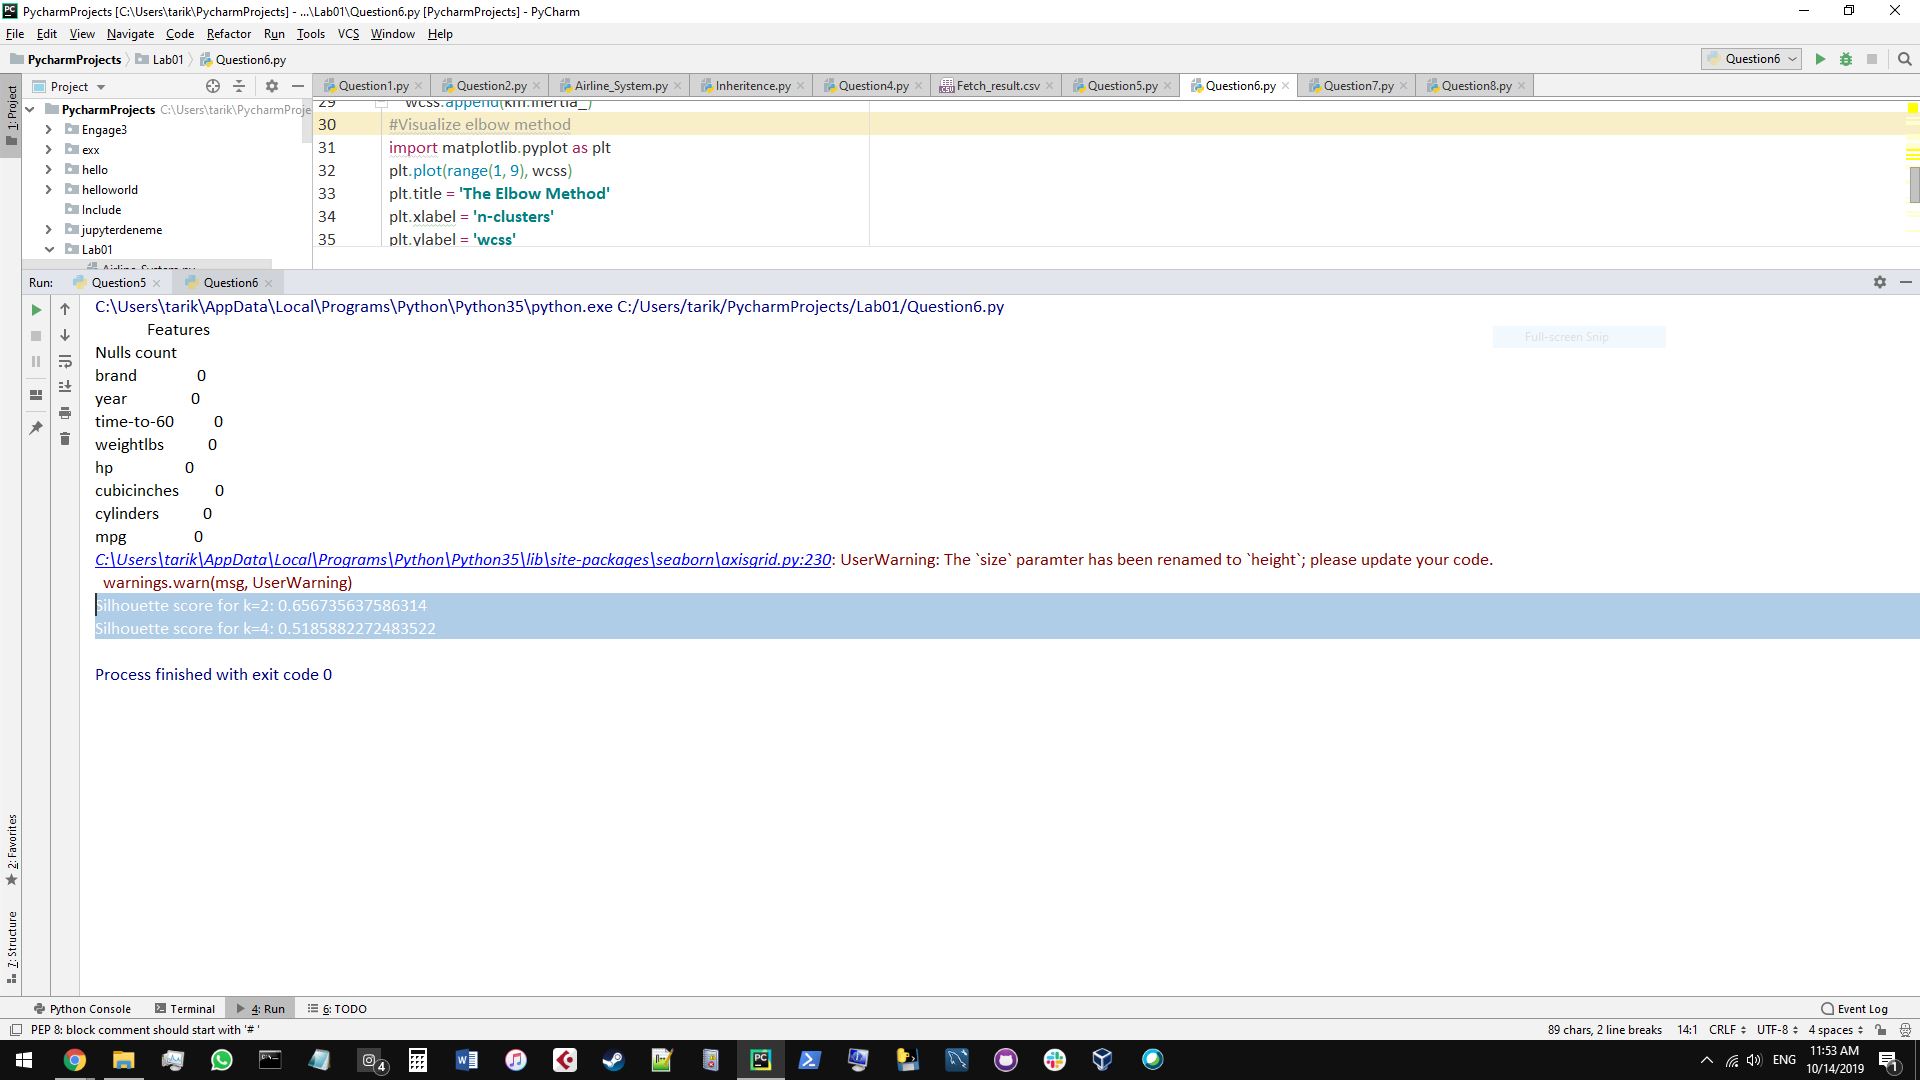 PycharmProjects [C:\Users\tarik\PycharmProjects] - ...\Lab01\Question6.py [PycharmProjects] - PyCharm
File Edit View Navigate Code Refactor Run Tools VCS Window Help
PycharmProjects Lab01 Question6.py Question6
Project Question1.py Question2.py Airline_System.py Inheritence.py Question4.py Fetch_result.csv Question5.py Question6.py Question7.py Question8.py
1: Project
PycharmProjects C:\Users\tarik\PycharmProje
Engage3
exx
hello
helloworld
Include
jupyterdeneme
Lab01
Airline_System.py
29 wcss.append(km.inertia_)
30 #Visualize elbow method
31 import matplotlib.pyplot as plt
32 plt.plot(range(1, 9), wcss)
33 plt.title = 'The Elbow Method'
34 plt.xlabel = 'n-clusters'
35 plt.ylabel = 'wcss'
Run: Question5 Question6
C:\Users\tarik\AppData\Local\Programs\Python\Python35\python.exe C:/Users/tarik/PycharmProjects/Lab01/Question6.py
Features
Full-screen Snip
Nulls count
brand 0
year 0
time-to-60 0
weightlbs 0
hp 0
cubicinches 0
cylinders 0
mpg 0
C:\Users\tarik\AppData\Local\Programs\Python\Python35\lib\site-packages\seaborn\axisgrid.py:230: UserWarning: The `size` paramter has been renamed to `height`; please update your code.
warnings.warn(msg, UserWarning)
Silhouette score for k=2: 0.656735637586314
Silhouette score for k=4: 0.5185882272483522
Process finished with exit code 0
2: Favorites
7: Structure
Python Console Terminal 4: Run 6: TODO Event Log
PEP 8: block comment should start with '# ' 89 chars, 2 line breaks 14:1 CRLF UTF-8 4 spaces
4 ENG 11:53 AM 1
10/14/2019